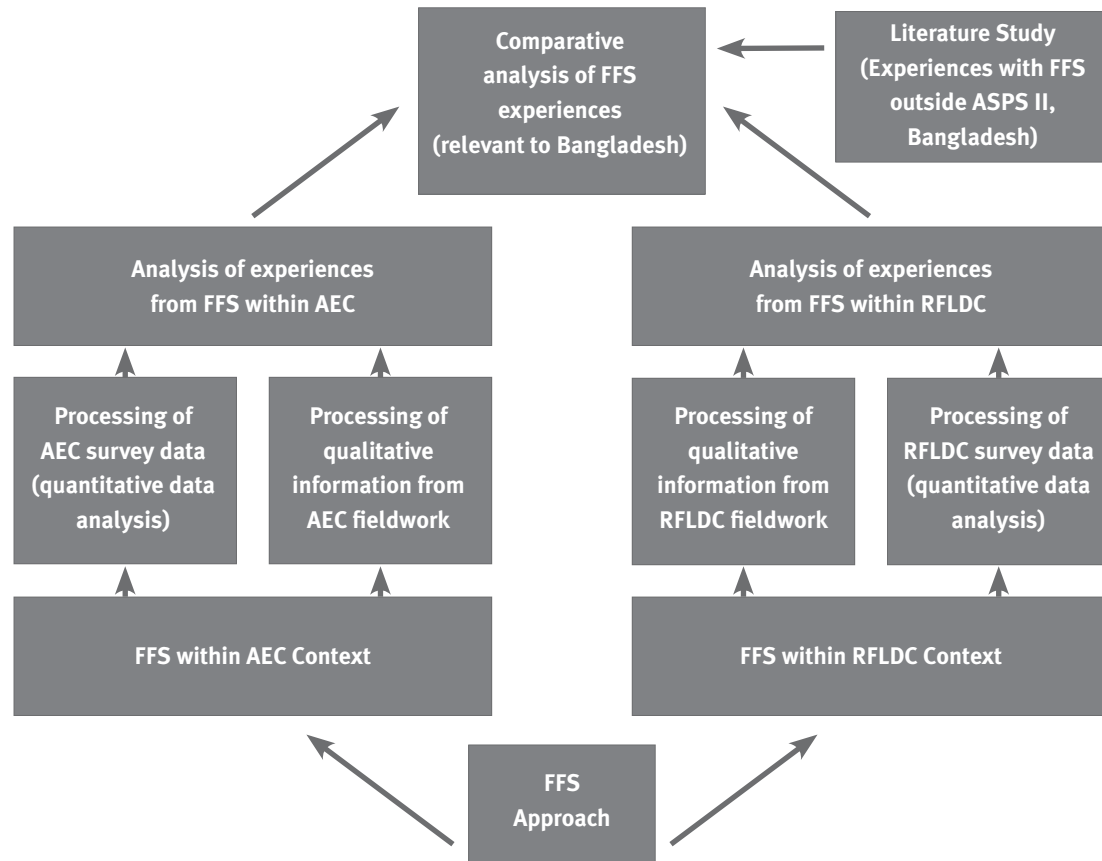 Comparative
analysis of FFS
experiences
(relevant to Bangladesh)
Literature Study
(Experiences with FFS
outside ASPS II,
Bangladesh)
Analysis of experiences
from FFS within AEC
Analysis of experiences
from FFS within RFLDC
Processing of
AEC survey data
(quantitative data
analysis)
Processing of
qualitative
information from
AEC fieldwork
Processing of
qualitative
information from
RFLDC fieldwork
Processing of
RFLDC survey data
(quantitative data
analysis)
FFS within AEC Context
FFS within RFLDC Context
FFS
Approach